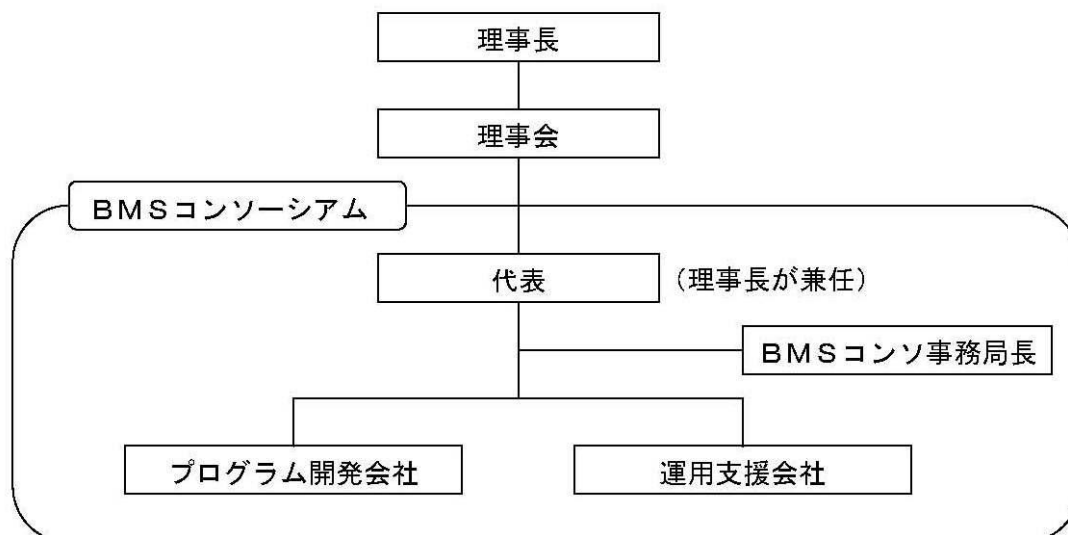 理事長
理事会
ＢＭＳコンソーシアム
代表
（理事長が兼任）
ＢＭＳコンソ事務局長
プログラム開発会社
運用支援会社